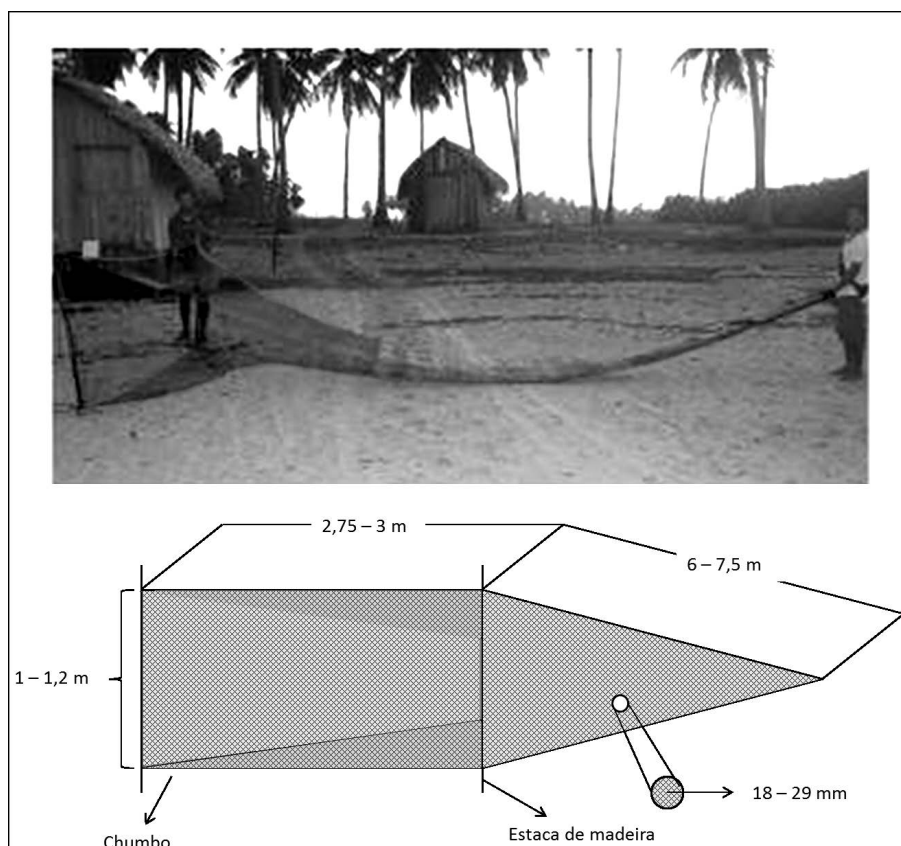 2,75 – 3 m
6 – 7,5 m
1 – 1,2 m
18 – 29 mm
Estaca de madeira
Chumbo